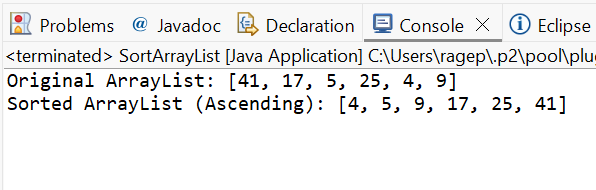 Problems @ Javadoc Declaration Console Eclipse
<terminated> SortArrayList [Java Application] C:\Users\ragep\.p2\pool\plug
Original ArrayList: [41, 17, 5, 25, 4, 9]
Sorted ArrayList (Ascending): [4, 5, 9, 17, 25, 41]